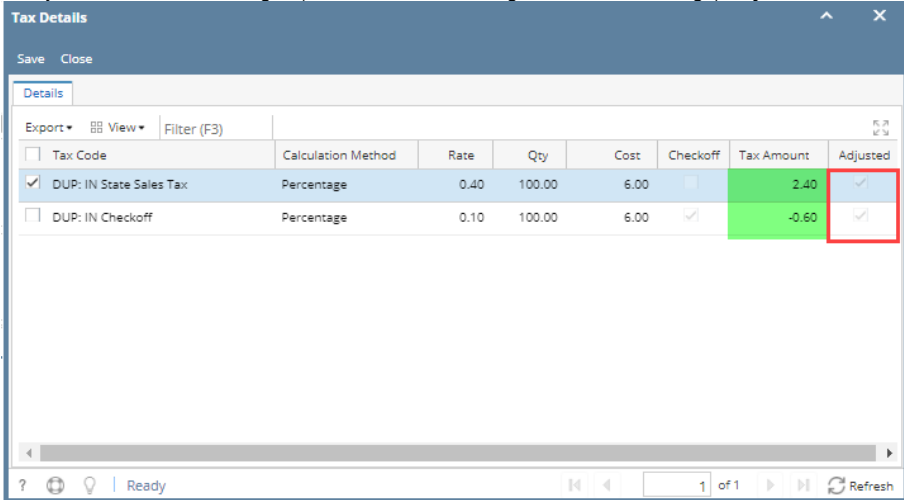 Tax Details
Save Close
Details
Export View Filter (F3)
Tax Code Calculation Method Rate Qty Cost Checkoff Tax Amount Adjusted
DUP: IN State Sales Tax Percentage 0.40 100.00 6.00 2.40
DUP: IN Checkoff Percentage 0.10 100.00 6.00 -0.60
? Ready 1 of 1 Refresh